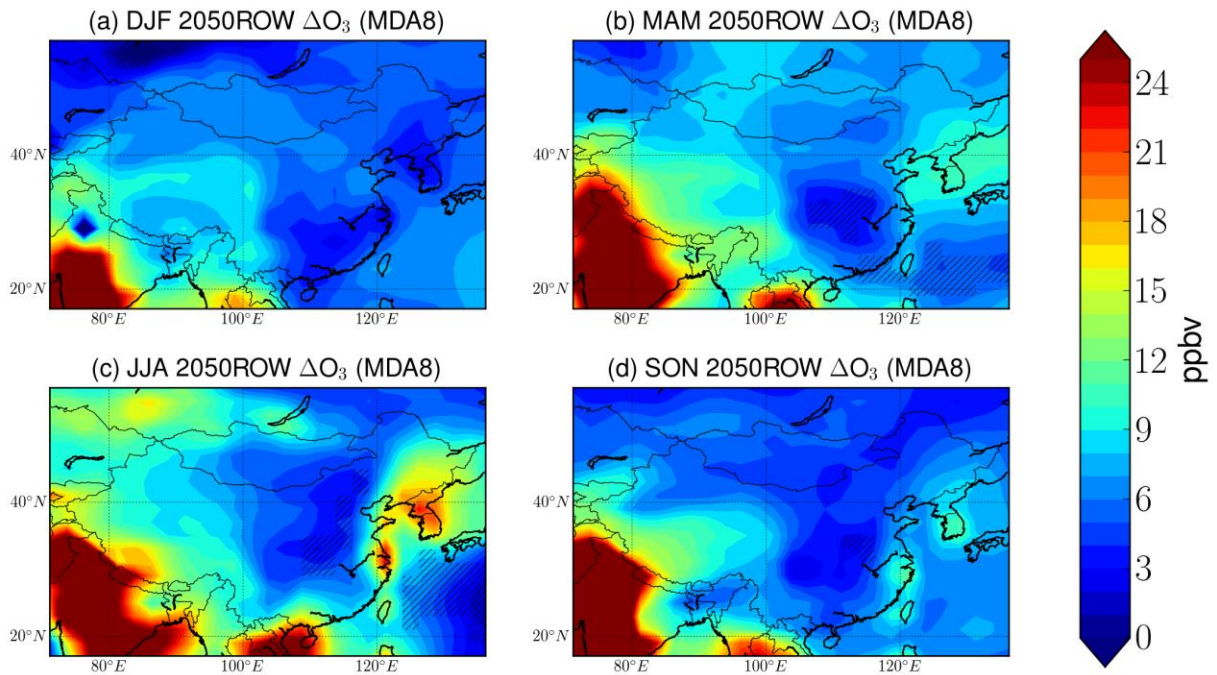 (a) DJF 2050ROW ΔO₃ (MDA8)
(b) MAM 2050ROW ΔO₃ (MDA8)
40°N
20°N
80°E 100°E 120°E
40°N
20°N
80°E 100°E 120°E
(c) JJA 2050ROW ΔO₃ (MDA8)
(d) SON 2050ROW ΔO₃ (MDA8)
40°N
20°N
80°E 100°E 120°E
40°N
20°N
80°E 100°E 120°E
24
21
18
15
12
9
6
3
0
ppbv